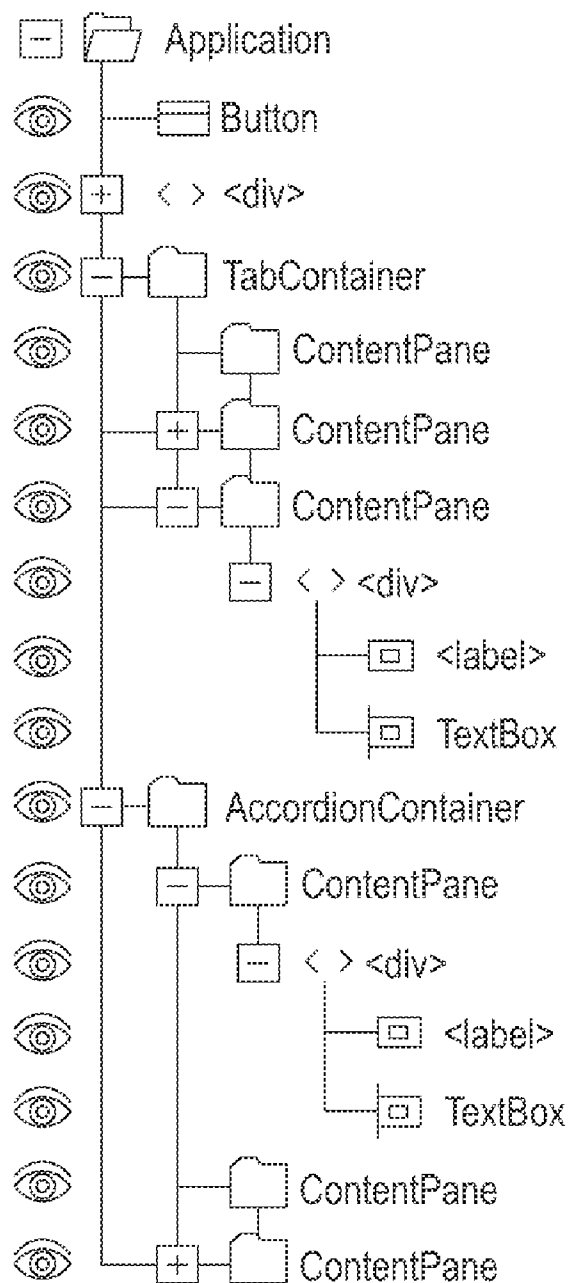 Application
Button
<div>
TabContainer
ContentPane
ContentPane
ContentPane
<div>
<label>
TextBox
AccordionContainer
ContentPane
<div>
<label>
TextBox
ContentPane
ContentPane